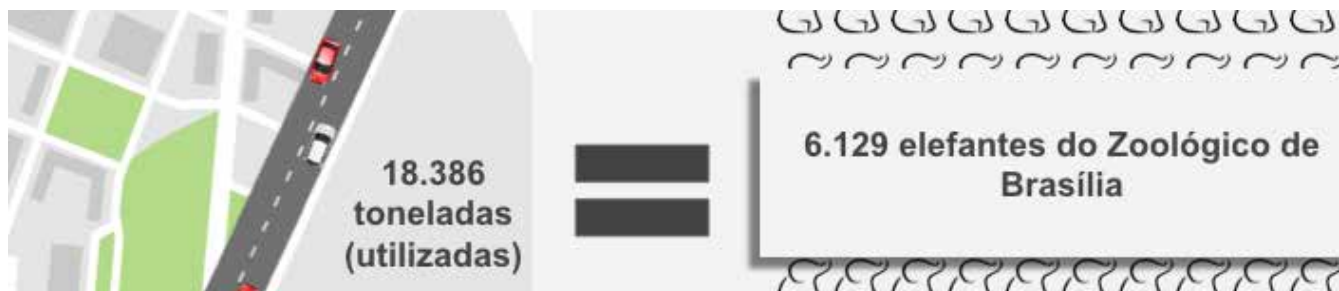 18.386
toneladas
(utilizadas)
6.129 elefantes do Zoológico de
Brasília